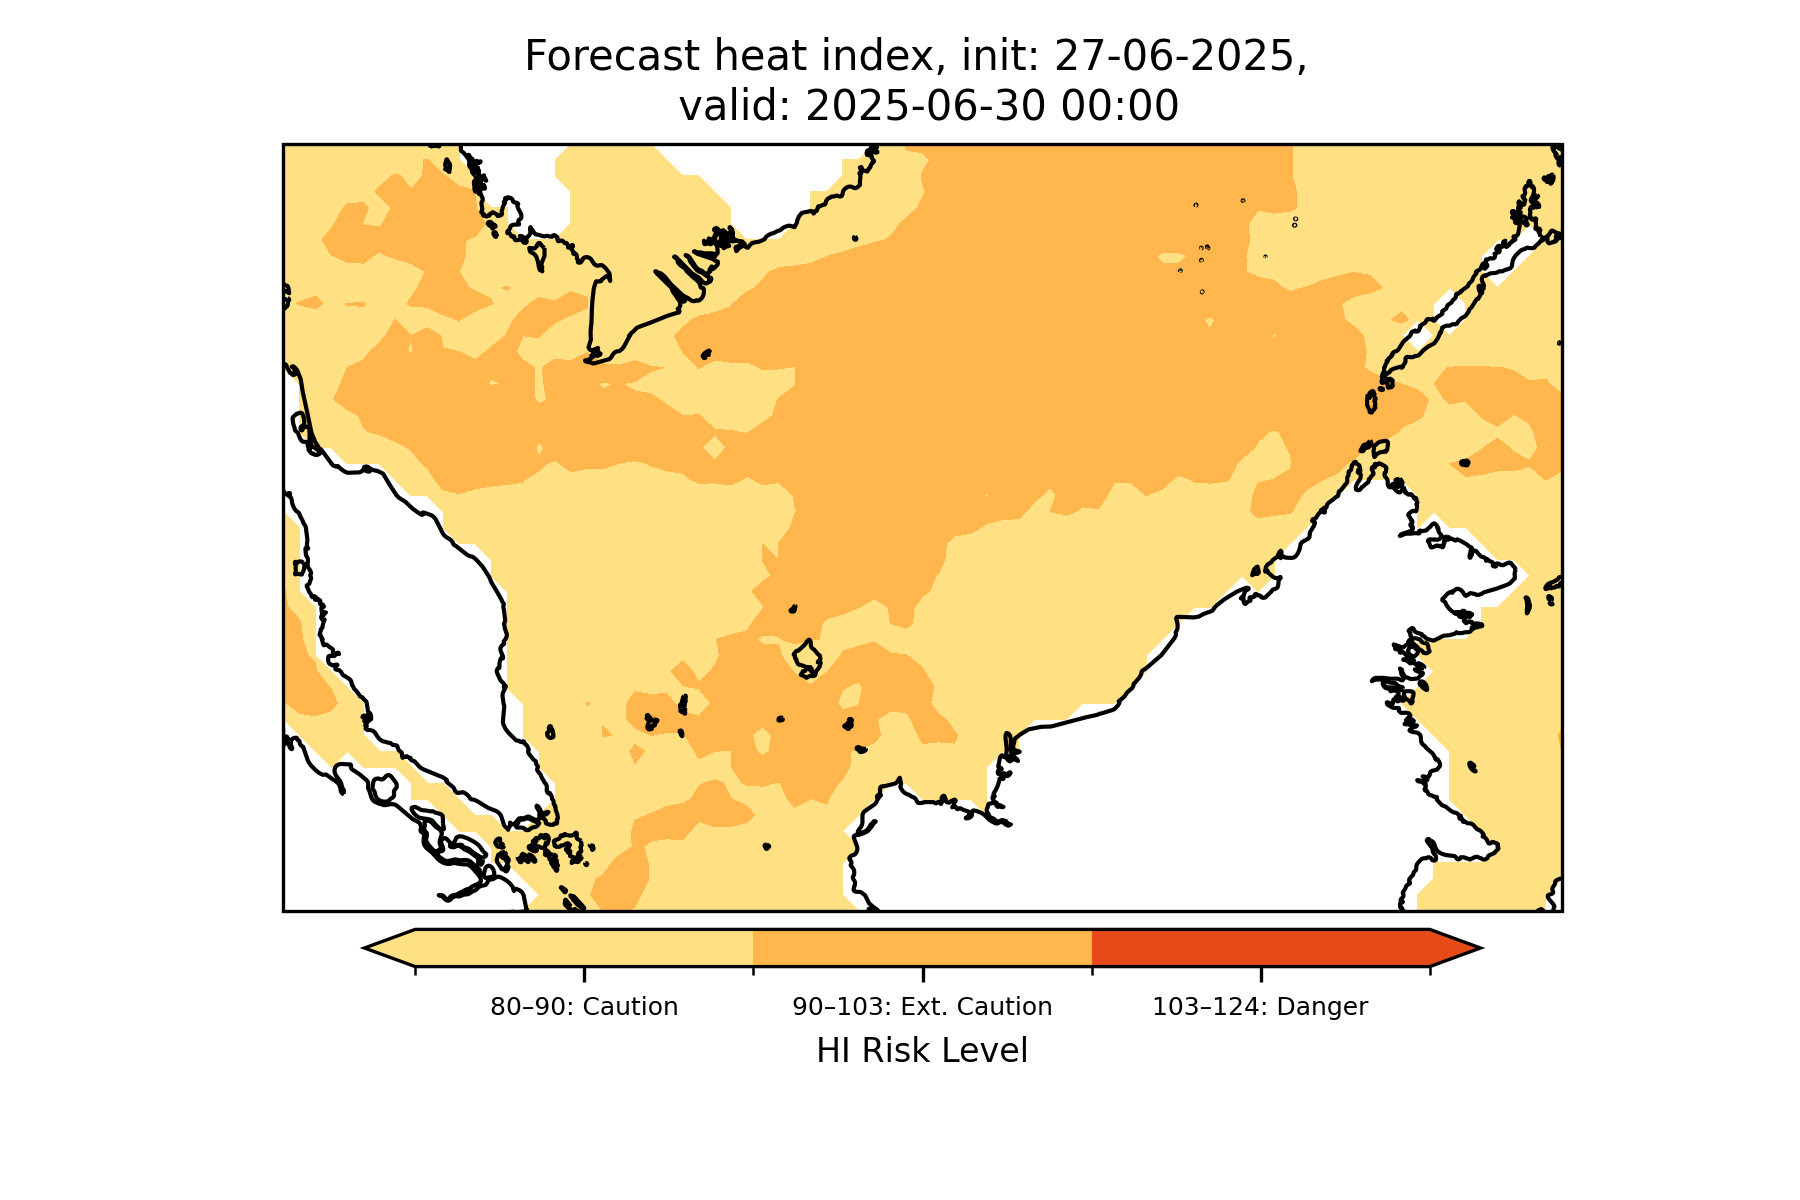 Forecast heat index, init: 27-06-2025,
valid: 2025-06-30 00:00
80–90: Caution
90–103: Ext. Caution
103–124: Danger
HI Risk Level